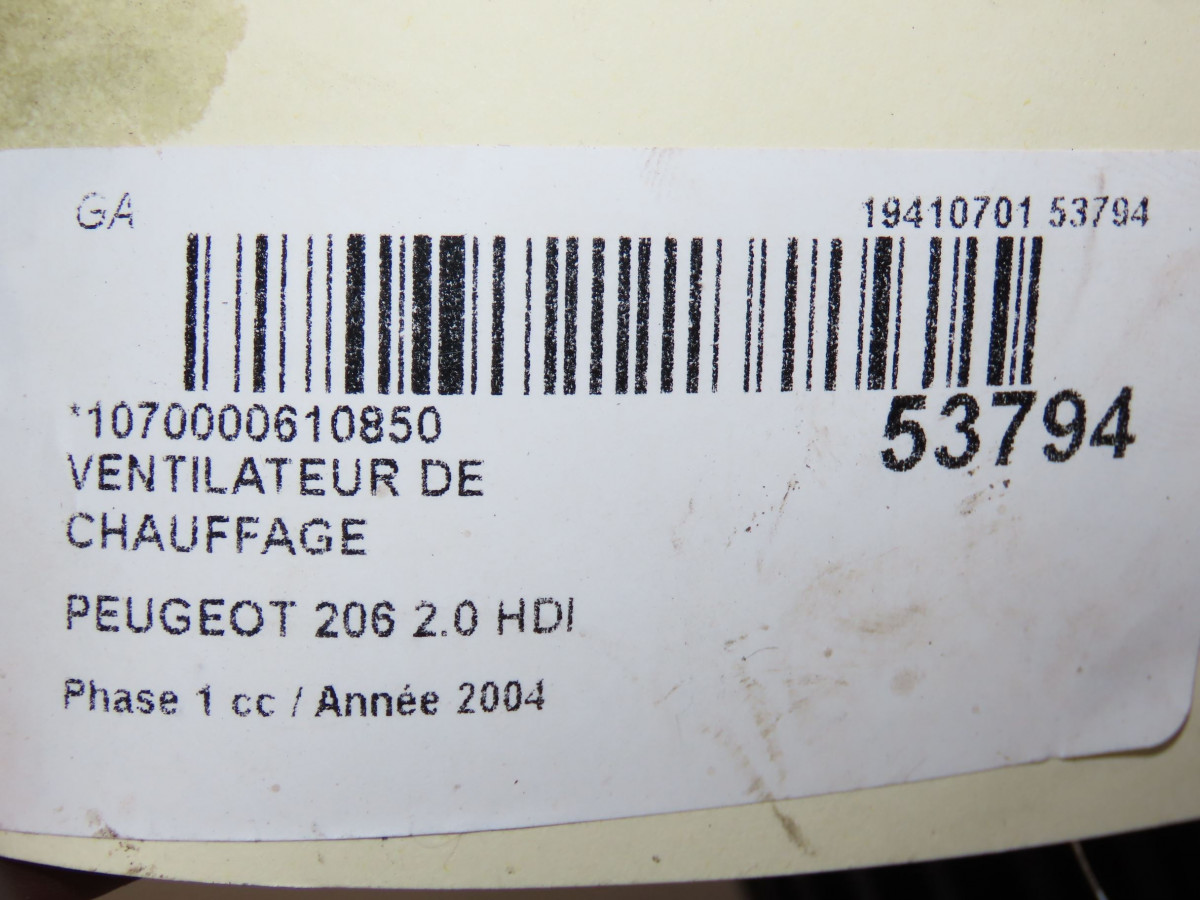 GA
19410701 53794
*1070000610850
53794
VENTILATEUR DE
CHAUFFAGE
PEUGEOT 206 2.0 HDI
Phase 1 cc / Année 2004